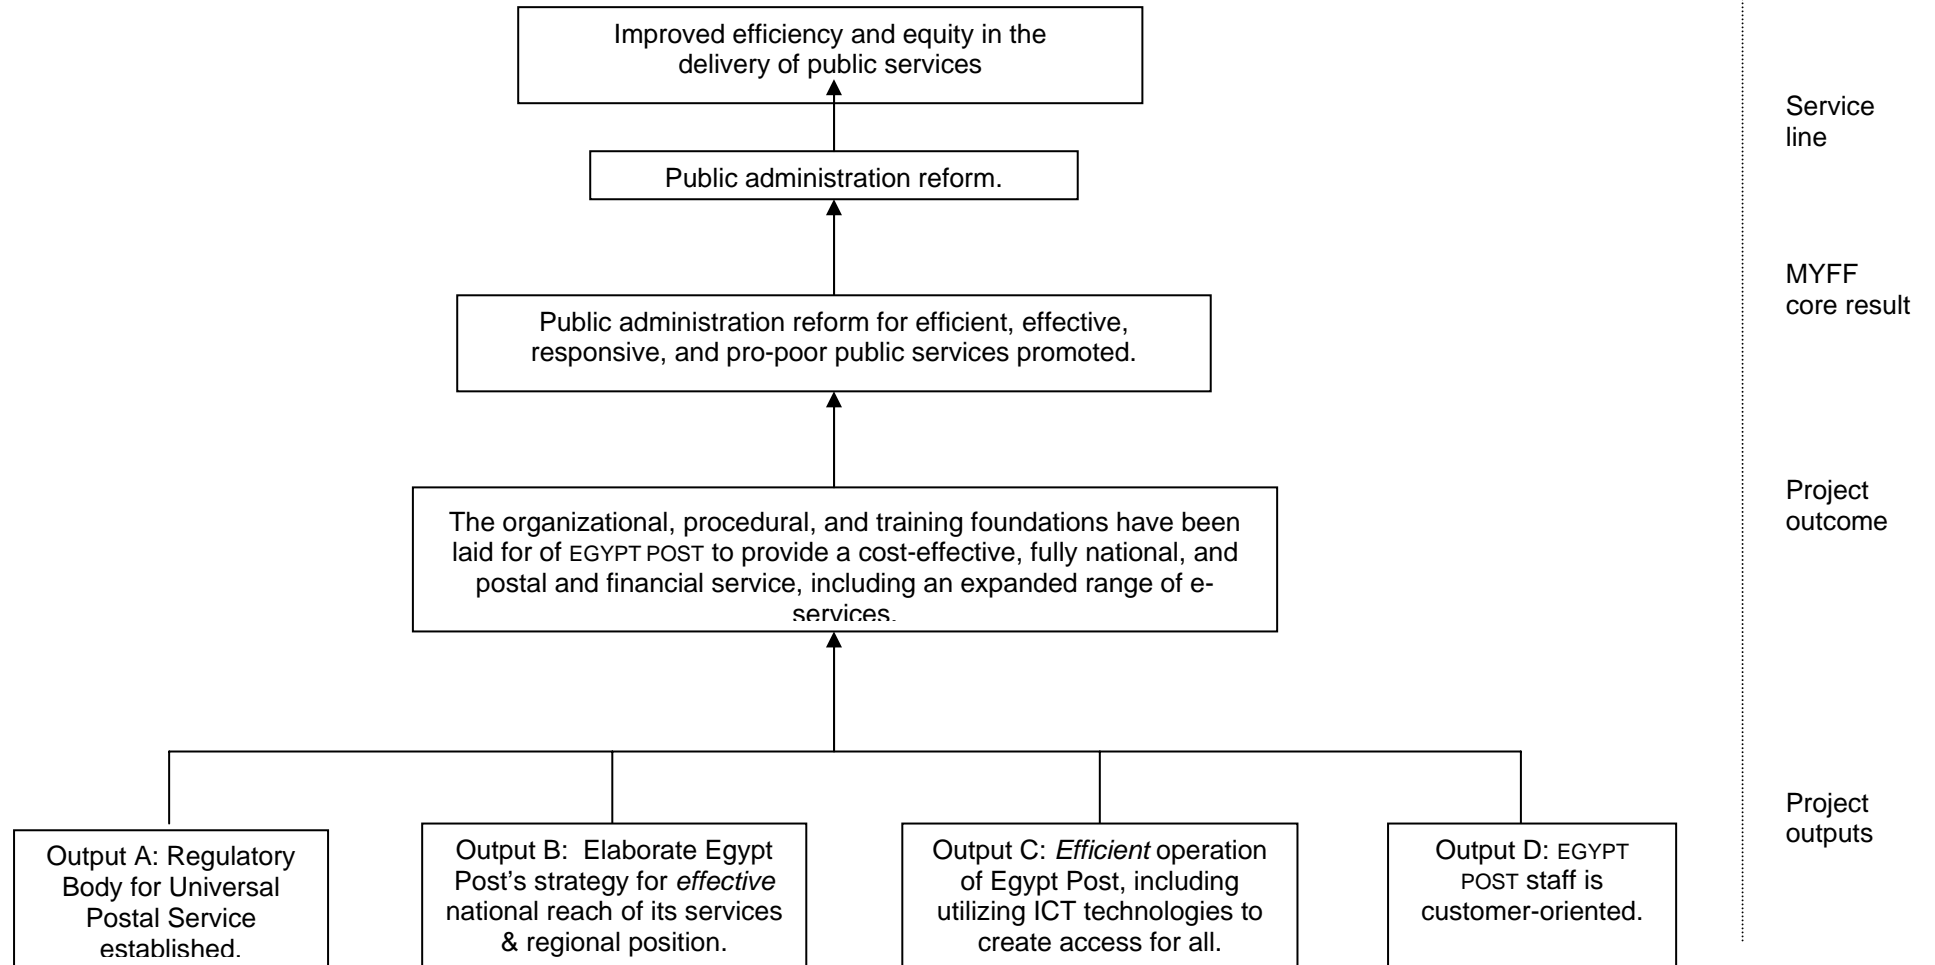 Improved efficiency and equity in the
delivery of public services
Service
line
Public administration reform.
MYFF
core result
Public administration reform for efficient, effective,
responsive, and pro-poor public services promoted.
Project
outcome
The organizational, procedural, and training foundations have been
laid for of EGYPT POST to provide a cost-effective, fully national, and
postal and financial service, including an expanded range of e-
services.
Project
outputs
Output A: Regulatory
Body for Universal
Postal Service
established.
Output B:  Elaborate Egypt
Post's strategy for effective
national reach of its services
& regional position.
Output C: Efficient operation
of Egypt Post, including
utilizing ICT technologies to
create access for all.
Output D: EGYPT
POST staff is
customer-oriented.